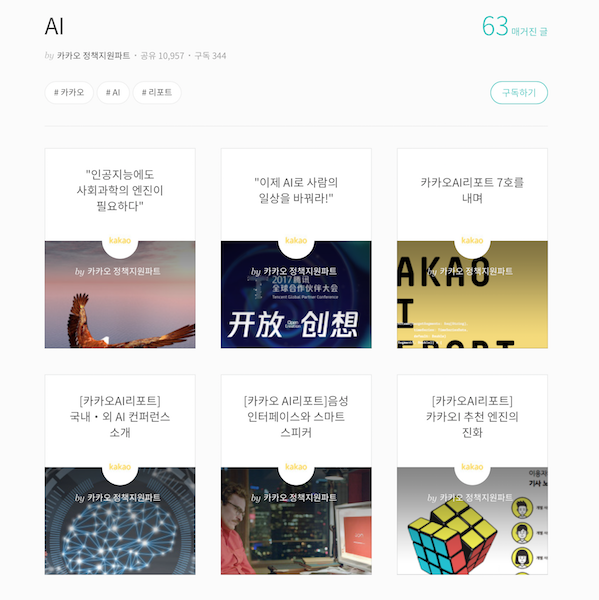 AI
63 매거진 글
by 카카오 정책지원파트 · 공유 10,957 · 구독 344
# 카카오 # AI # 리포트
구독하기
"인공지능에도
사회과학의 엔진이
필요하다"
kakao
by 카카오 정책지원파트
"이제 AI로 사람의
일상을 바꿔라!"
kakao
by 카카오 정책지원파트
2017腾讯
全球合作伙伴大会
Tencent Global Partner Conference
开放 Open Creation 创想
카카오AI리포트 7호를
내며
kakao
by 카카오 정책지원파트
AKAO
I
[카카오AI리포트]
국내·외 AI 컨퍼런스
소개
kakao
by 카카오 정책지원파트
[카카오 AI리포트]음성
인터페이스와 스마트
스피커
kakao
by 카카오 정책지원파트
[카카오AI리포트]
카카오I 추천 엔진의
진화
kakao
by 카카오 정책지원파트
이용자
기사 노